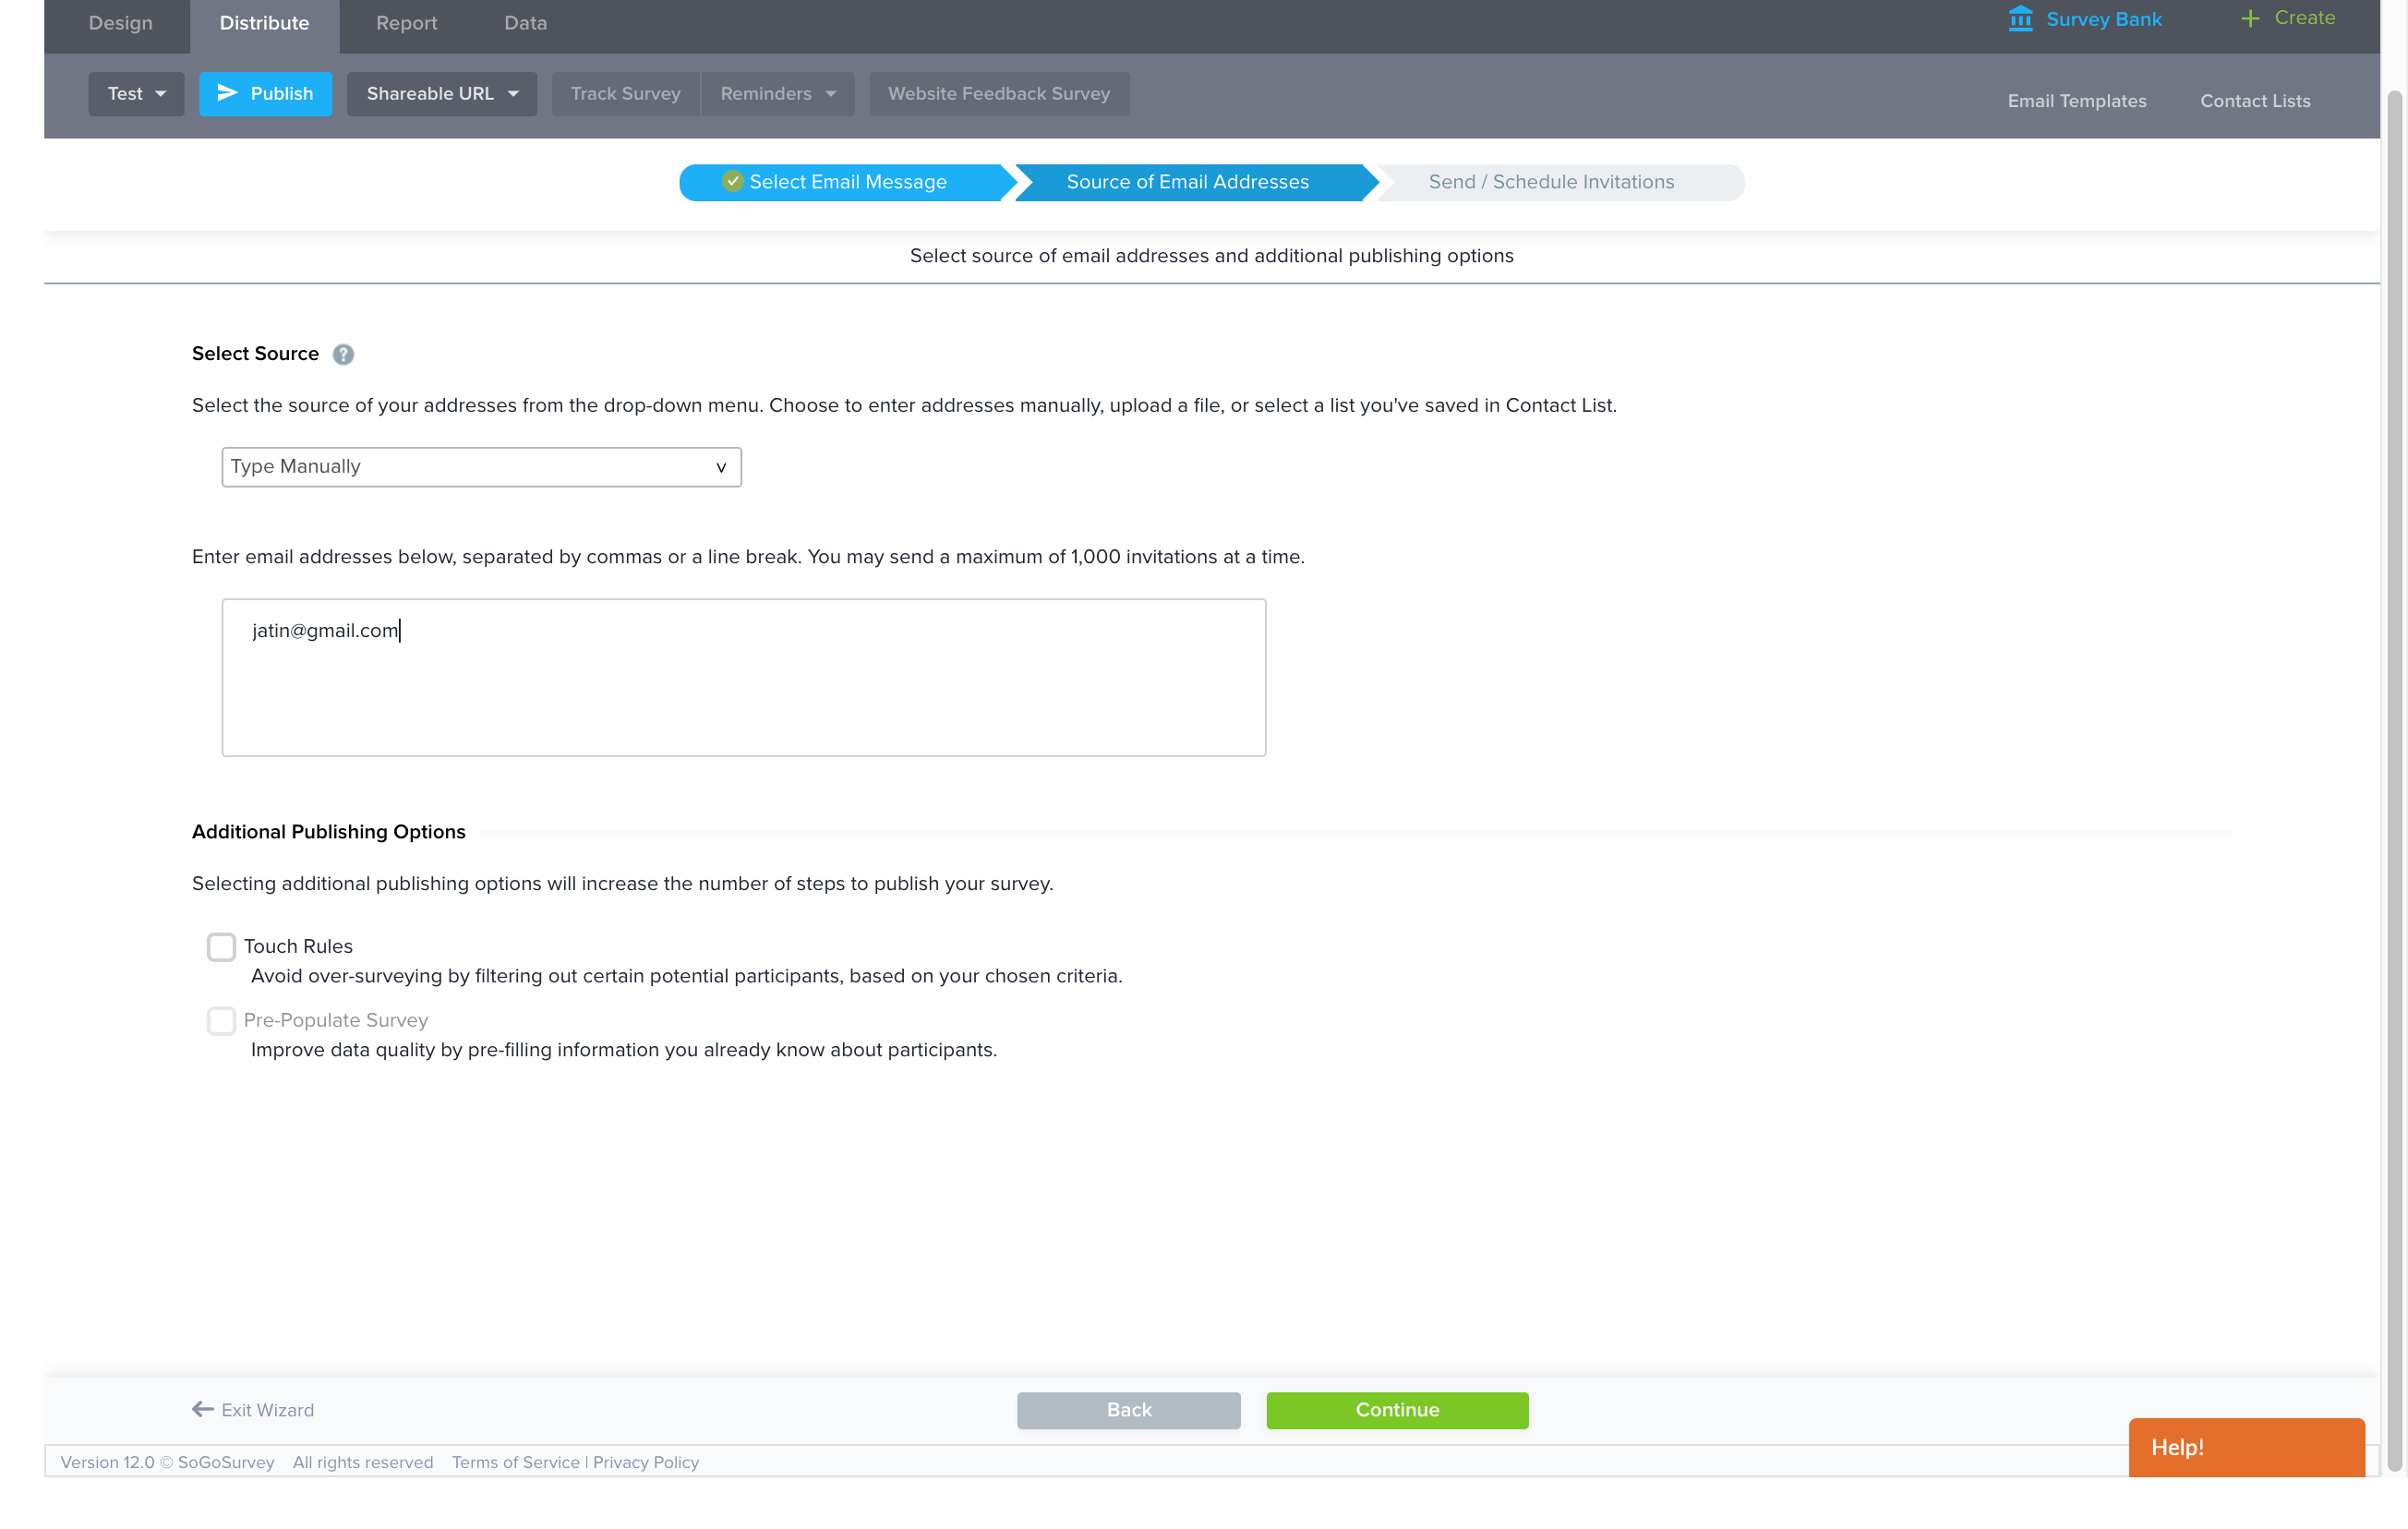 Design Distribute Report Data Survey Bank + Create
Test Publish Shareable URL Track Survey Reminders Website Feedback Survey Email Templates Contact Lists
Select Email Message Source of Email Addresses Send / Schedule Invitations
Select source of email addresses and additional publishing options
Select Source ?
Select the source of your addresses from the drop-down menu. Choose to enter addresses manually, upload a file, or select a list you've saved in Contact List.
Type Manually
Enter email addresses below, separated by commas or a line break. You may send a maximum of 1,000 invitations at a time.
jatin@gmail.com
Additional Publishing Options
Selecting additional publishing options will increase the number of steps to publish your survey.
Touch Rules
Avoid over-surveying by filtering out certain potential participants, based on your chosen criteria.
Pre-Populate Survey
Improve data quality by pre-filling information you already know about participants.
Exit Wizard Back Continue
Help!
Version 12.0 © SoGoSurvey All rights reserved Terms of Service | Privacy Policy